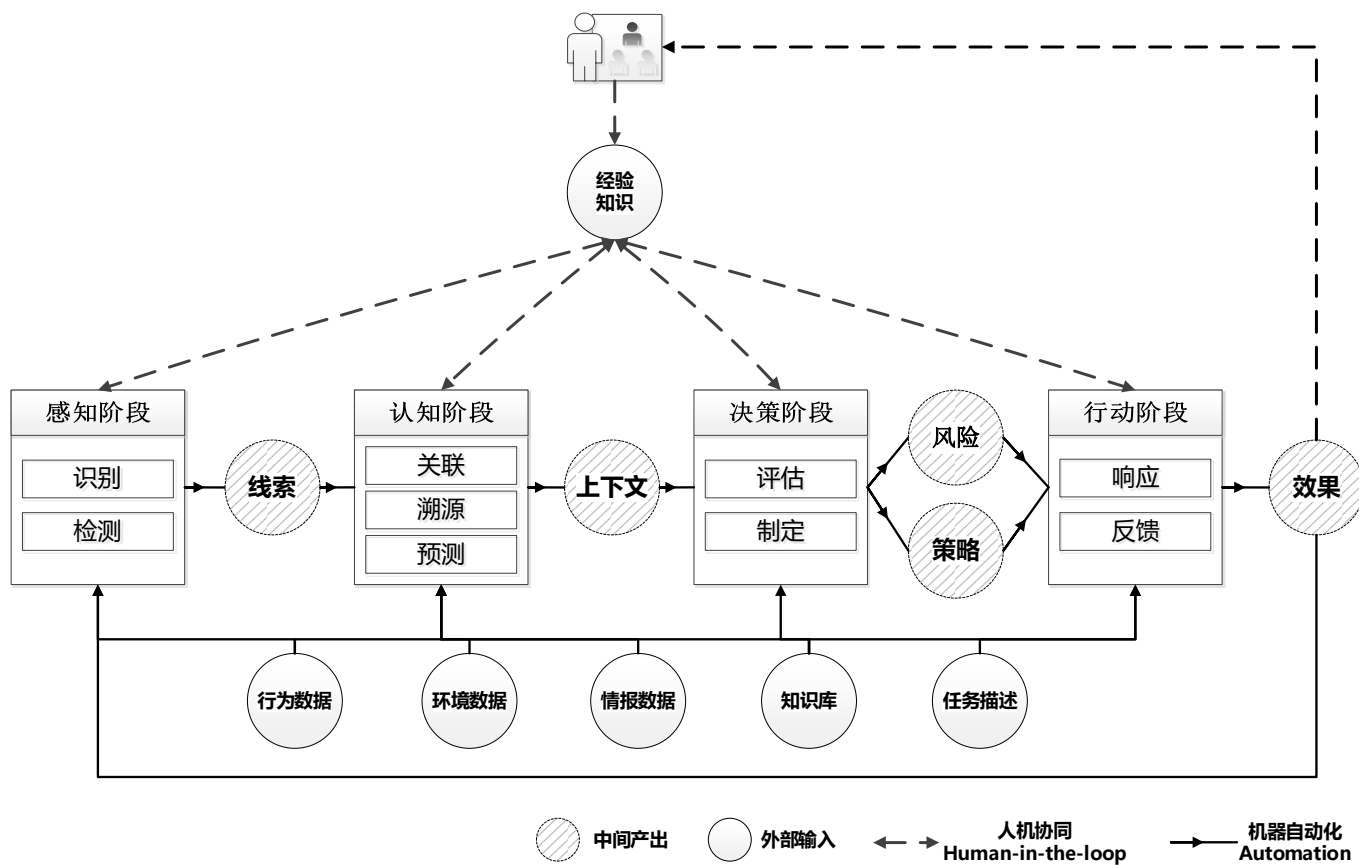 经验
知识
感知阶段
识别
检测
线索
认知阶段
关联
溯源
预测
上下文
决策阶段
评估
制定
风险
策略
行动阶段
响应
反馈
效果
行为数据
环境数据
情报数据
知识库
任务描述
中间产出
外部输入
人机协同
Human-in-the-loop
机器自动化
Automation